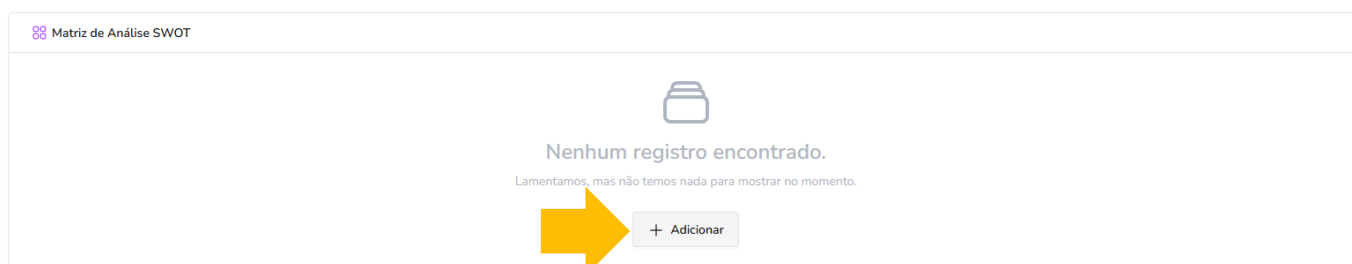 Matriz de Análise SWOT
Nenhum registro encontrado.
Lamentamos, mas não temos nada para mostrar no momento.
+ Adicionar